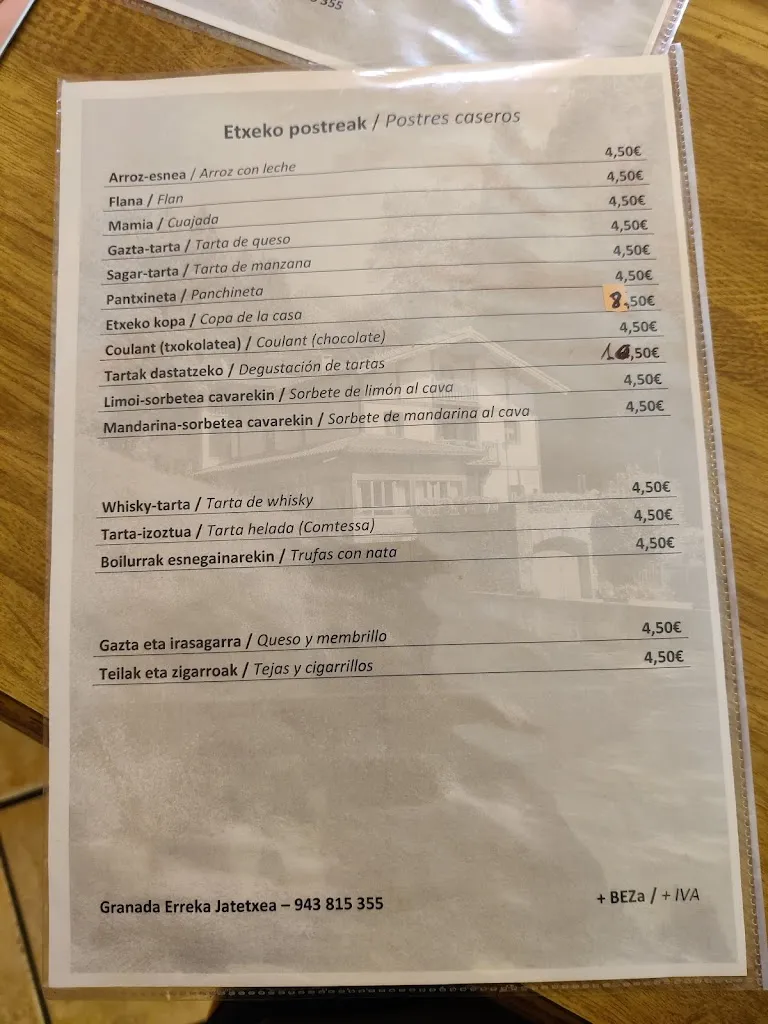 355
Etxeko postreak / Postres caseros
Arroz-esnea / Arroz con leche 4,50€
Flana / Flan 4,50€
Mamia / Cuajada 4,50€
Gazta-tarta / Tarta de queso 4,50€
Sagar-tarta / Tarta de manzana 4,50€
Pantxineta / Panchineta 4,50€
Etxeko kopa / Copa de la casa 8,50€
Coulant (txokolatea) / Coulant (chocolate) 4,50€
Tartak dastatzeko / Degustación de tartas
Limoi-sorbetea cavarekin / Sorbete de limón al cava 4,50€
Mandarina-sorbetea cavarekin / Sorbete de mandarina al cava 4,50€
Whisky-tarta / Tarta de whisky 4,50€
Tarta-izoztua / Tarta helada (Comtessa) 4,50€
Boilurrak esnegainarekin / Trufas con nata 4,50€
Gazta eta irasagarra / Queso y membrillo 4,50€
Teilak eta zigarroak / Tejas y cigarrillos 4,50€
Granada Erreka Jatetxea – 943 815 355 + BEZa / + IVA